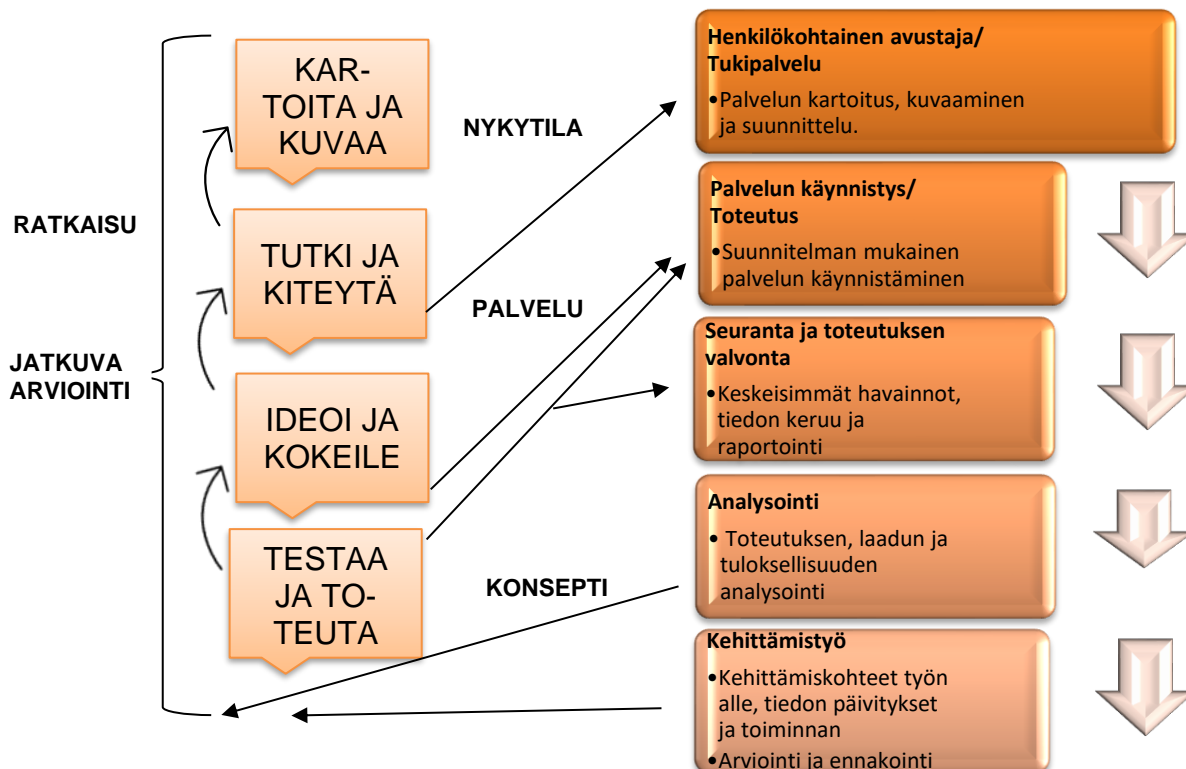 RATKAISU
JATKUVA
ARVIOINTI
KAR-
TOITA JA
KUVAA
TUTKI JA
KITEYTÄ
IDEOI JA
KOKEILE
TESTAA
JA TO-
TEUTA
NYKYTILA
PALVELU
KONSEPTI
Henkilökohtainen avustaja/
Tukipalvelu
•Palvelun kartoitus, kuvaaminen
ja suunnittelu.
Palvelun käynnistys/
Toteutus
•Suunnitelman mukainen
palvelun käynnistäminen
Seuranta ja toteutuksen
valvonta
•Keskeisimmät havainnot,
tiedon keruu ja
raportointi
Analysointi
• Toteutuksen, laadun ja
tuloksellisuuden
analysointi
Kehittämistyö
•Kehittämiskohteet työn
alle, tiedon päivitykset
ja toiminnan
•Arviointi ja ennakointi